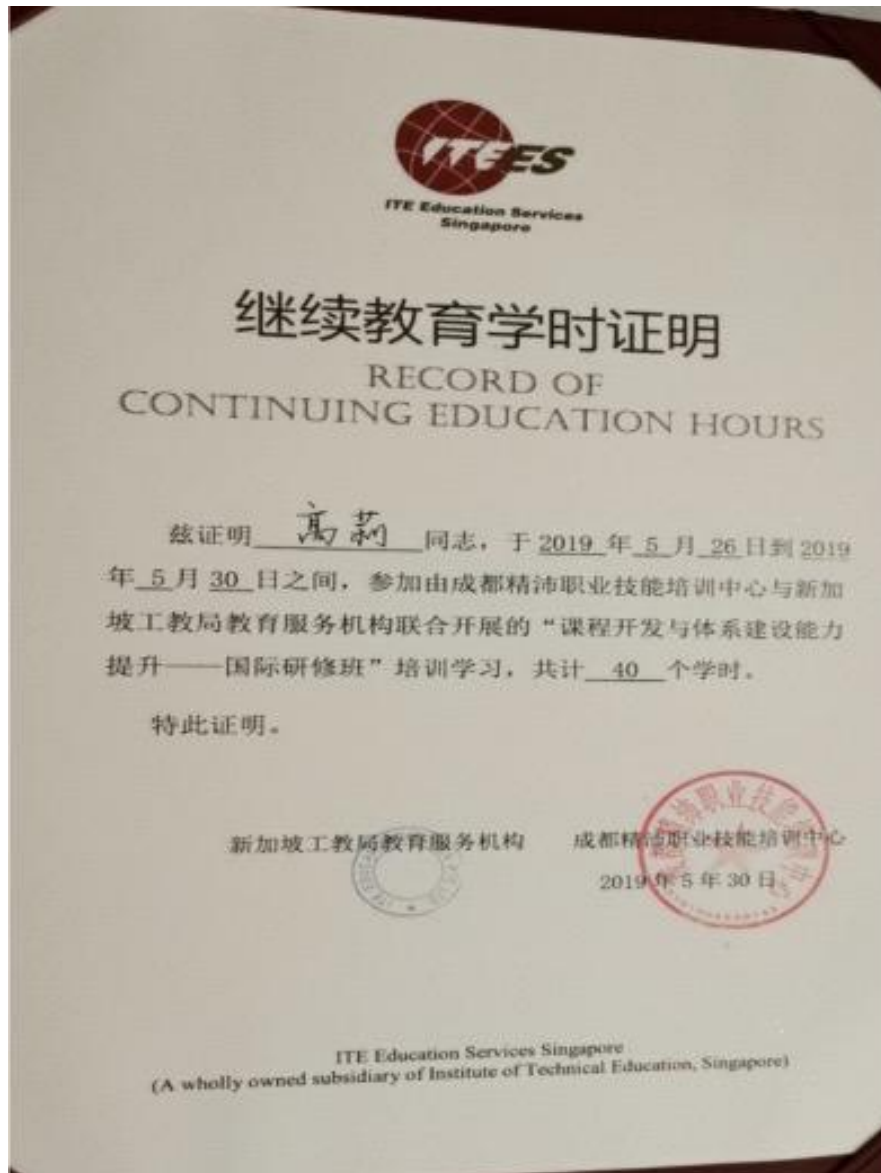 ITEES
ITE Education Services
Singapore
继续教育学时证明
RECORD OF
CONTINUING EDUCATION HOURS
兹证明 高莉 同志，于 2019 年 5 月 26 日到 2019
年 5 月 30 日之间，参加由成都精沛职业技能培训中心与新加
坡工教局教育服务机构联合开展的“课程开发与体系建设能力
提升——国际研修班”培训学习，共计 40 个学时。
特此证明。
新加坡工教局教育服务机构 成都精沛职业技能培训中心
2019 年 5 年 30 日
ITE Education Services Singapore
(A wholly owned subsidiary of Institute of Technical Education, Singapore)